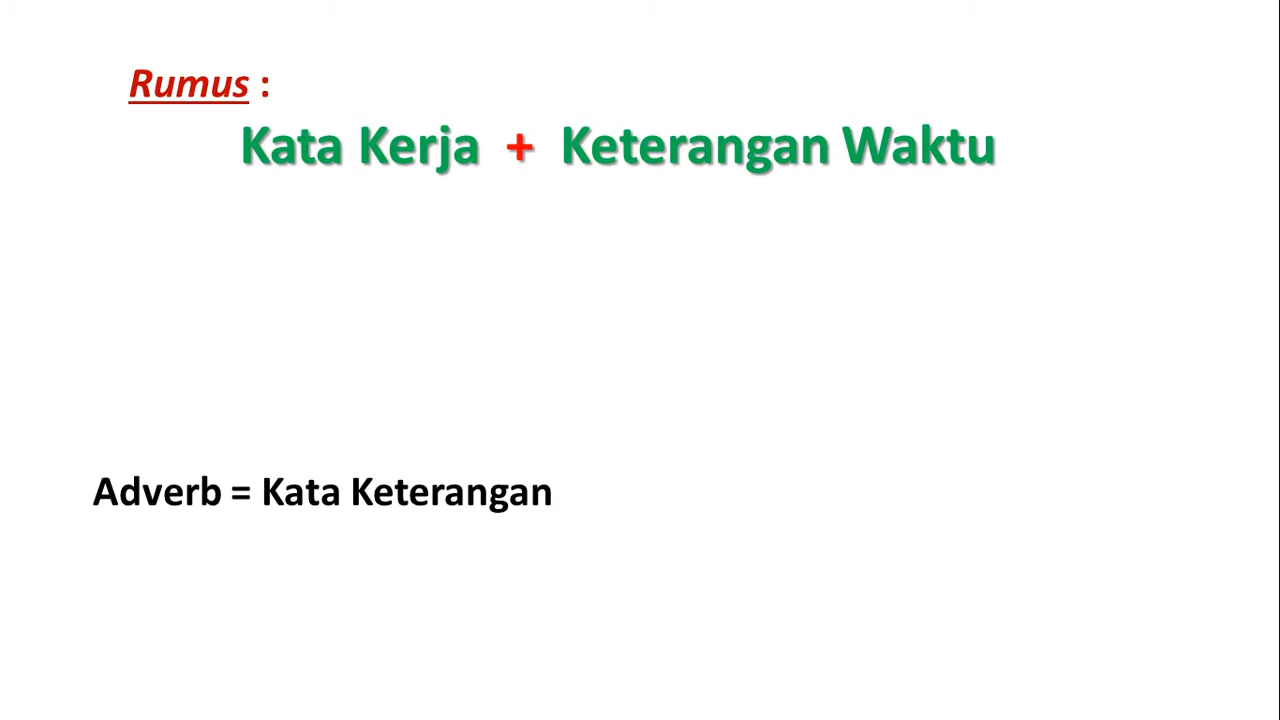 Rumus :
Kata Kerja + Keterangan Waktu
Adverb = Kata Keterangan